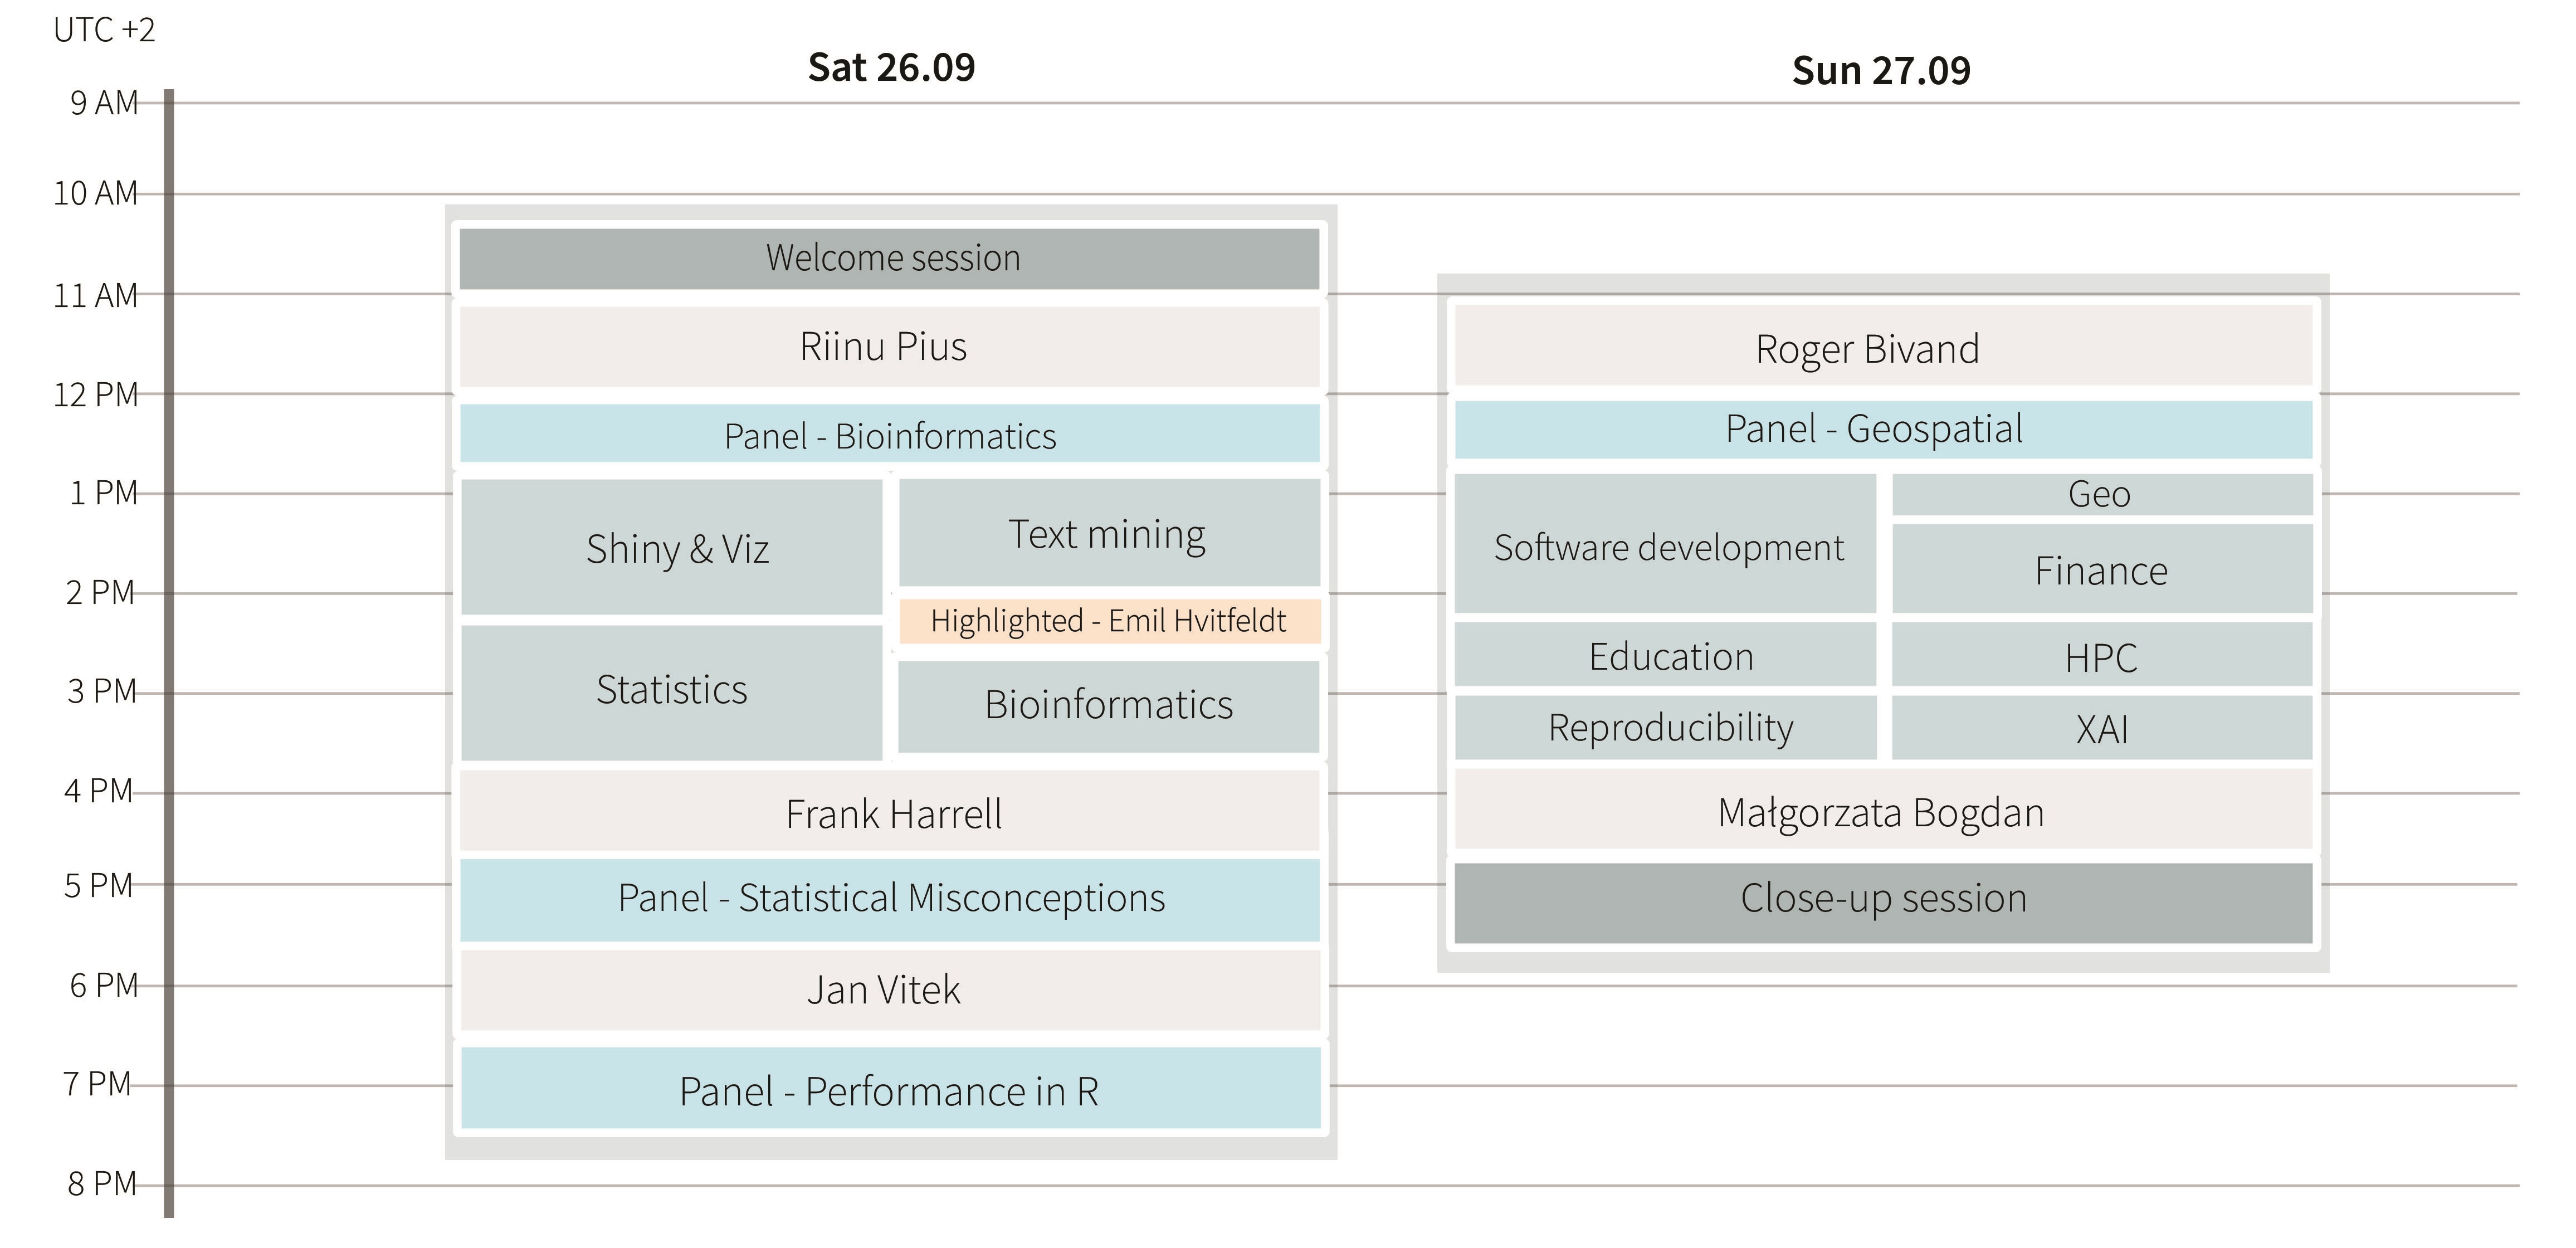 UTC +2
Sat 26.09
Sun 27.09
9 AM
10 AM
11 AM
12 PM
1 PM
2 PM
3 PM
4 PM
5 PM
6 PM
7 PM
8 PM
Welcome session
Riinu Pius
Panel - Bioinformatics
Shiny & Viz
Text mining
Highlighted - Emil Hvitfeldt
Statistics
Bioinformatics
Frank Harrell
Panel - Statistical Misconceptions
Jan Vitek
Panel - Performance in R
Roger Bivand
Panel - Geospatial
Software development
Geo
Finance
Education
HPC
Reproducibility
XAI
Małgorzata Bogdan
Close-up session